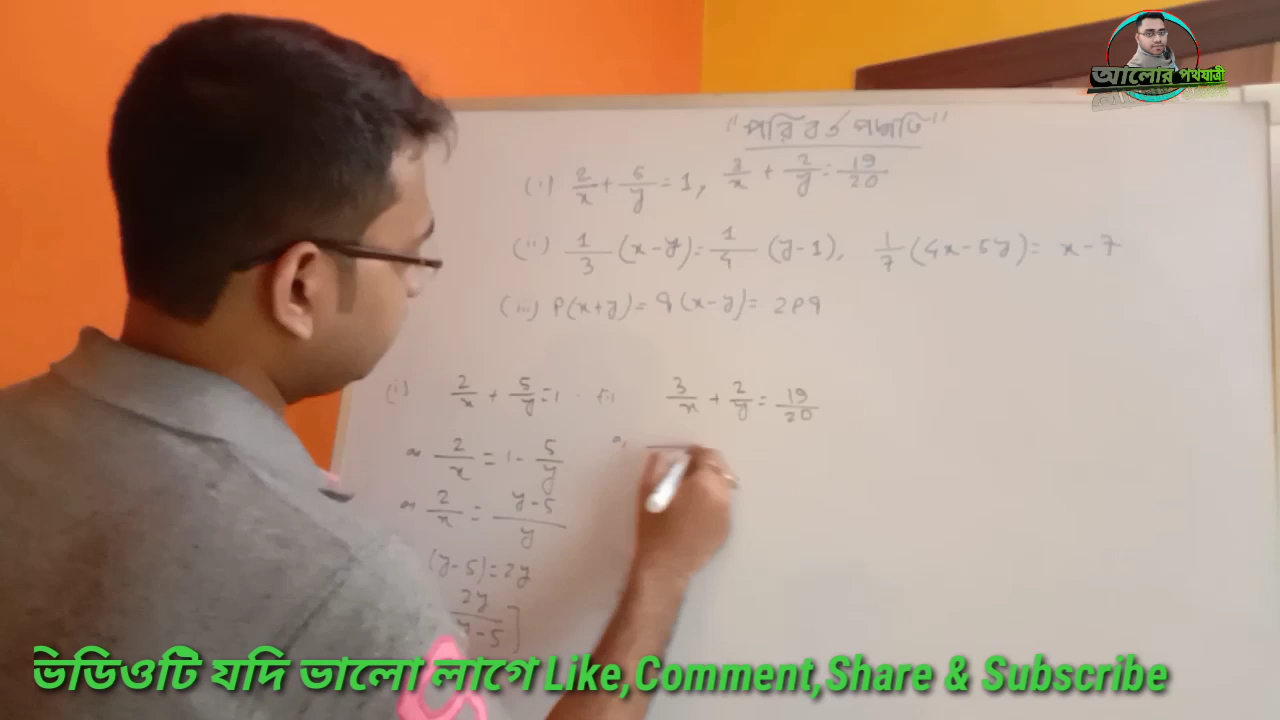 আলোর পথযাত্রী
"পরিবর্ত পদ্ধতি"
(i) 2/x + 5/y = 1, 3/x + 2/y = 19/20
(ii) 1/3 (x-y) = 1/4 (y-1), 1/7 (4x-5y) = x-7
(iii) P(x+y) = q(x-y) = 2pq
(i) 2/x + 5/y = 1
3/x + 2/y = 19/20
2/x = 1 - 5/y
2/x = y-5/y
(y-5) = 2y
2y/y-5]
ভিডিওটি যদি ভালো লাগে Like,Comment,Share & Subscribe